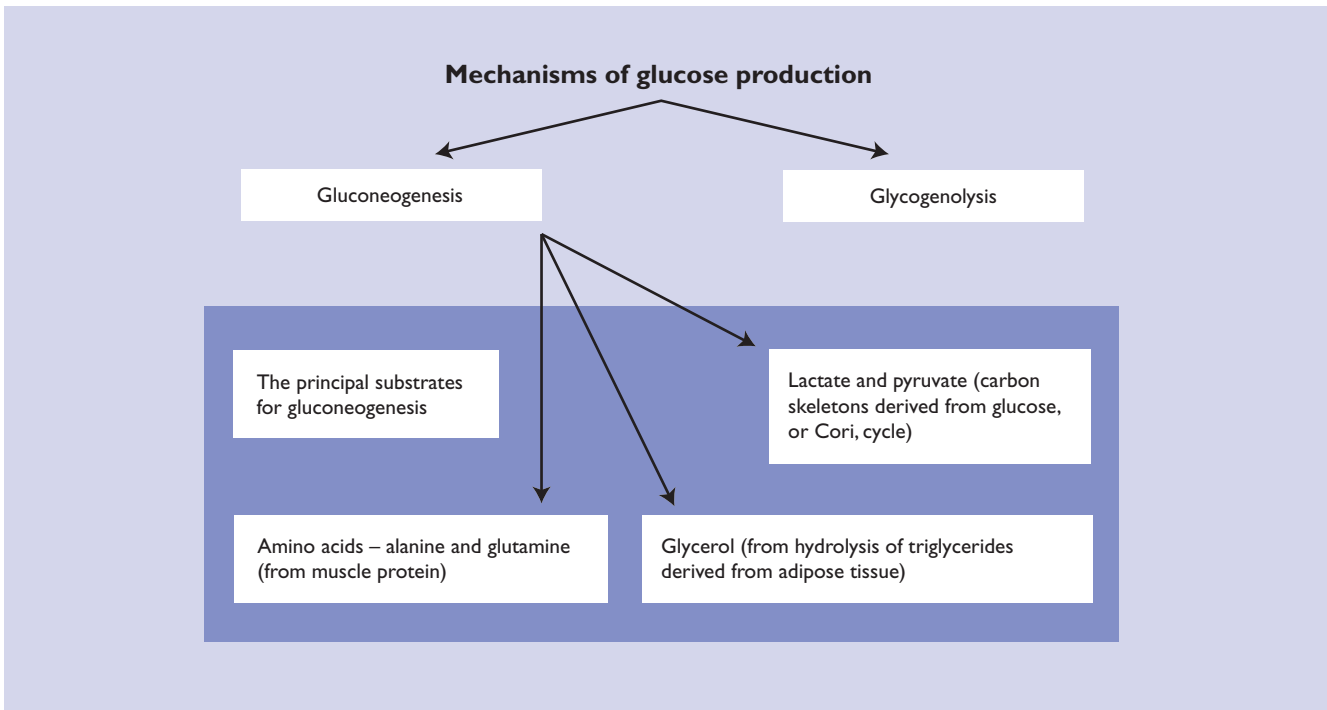 Mechanisms of glucose production
Gluconeogenesis
Glycogenolysis
The principal substrates
for gluconeogenesis
Lactate and pyruvate (carbon
skeletons derived from glucose,
or Cori, cycle)
Amino acids – alanine and glutamine
(from muscle protein)
Glycerol (from hydrolysis of triglycerides
derived from adipose tissue)